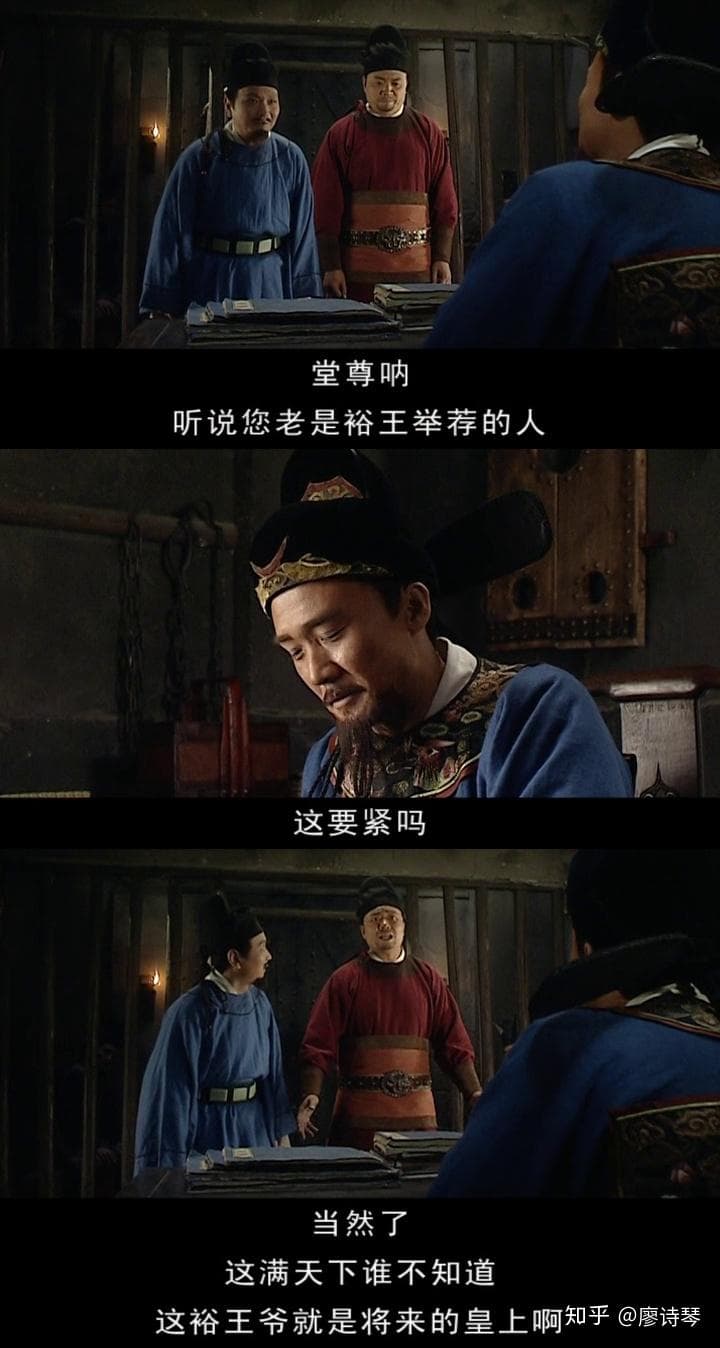 堂尊呐
听说您老是裕王举荐的人
这要紧吗
当然了
这满天下谁不知道
这裕王爷就是将来的皇上啊
知乎 @廖诗琴